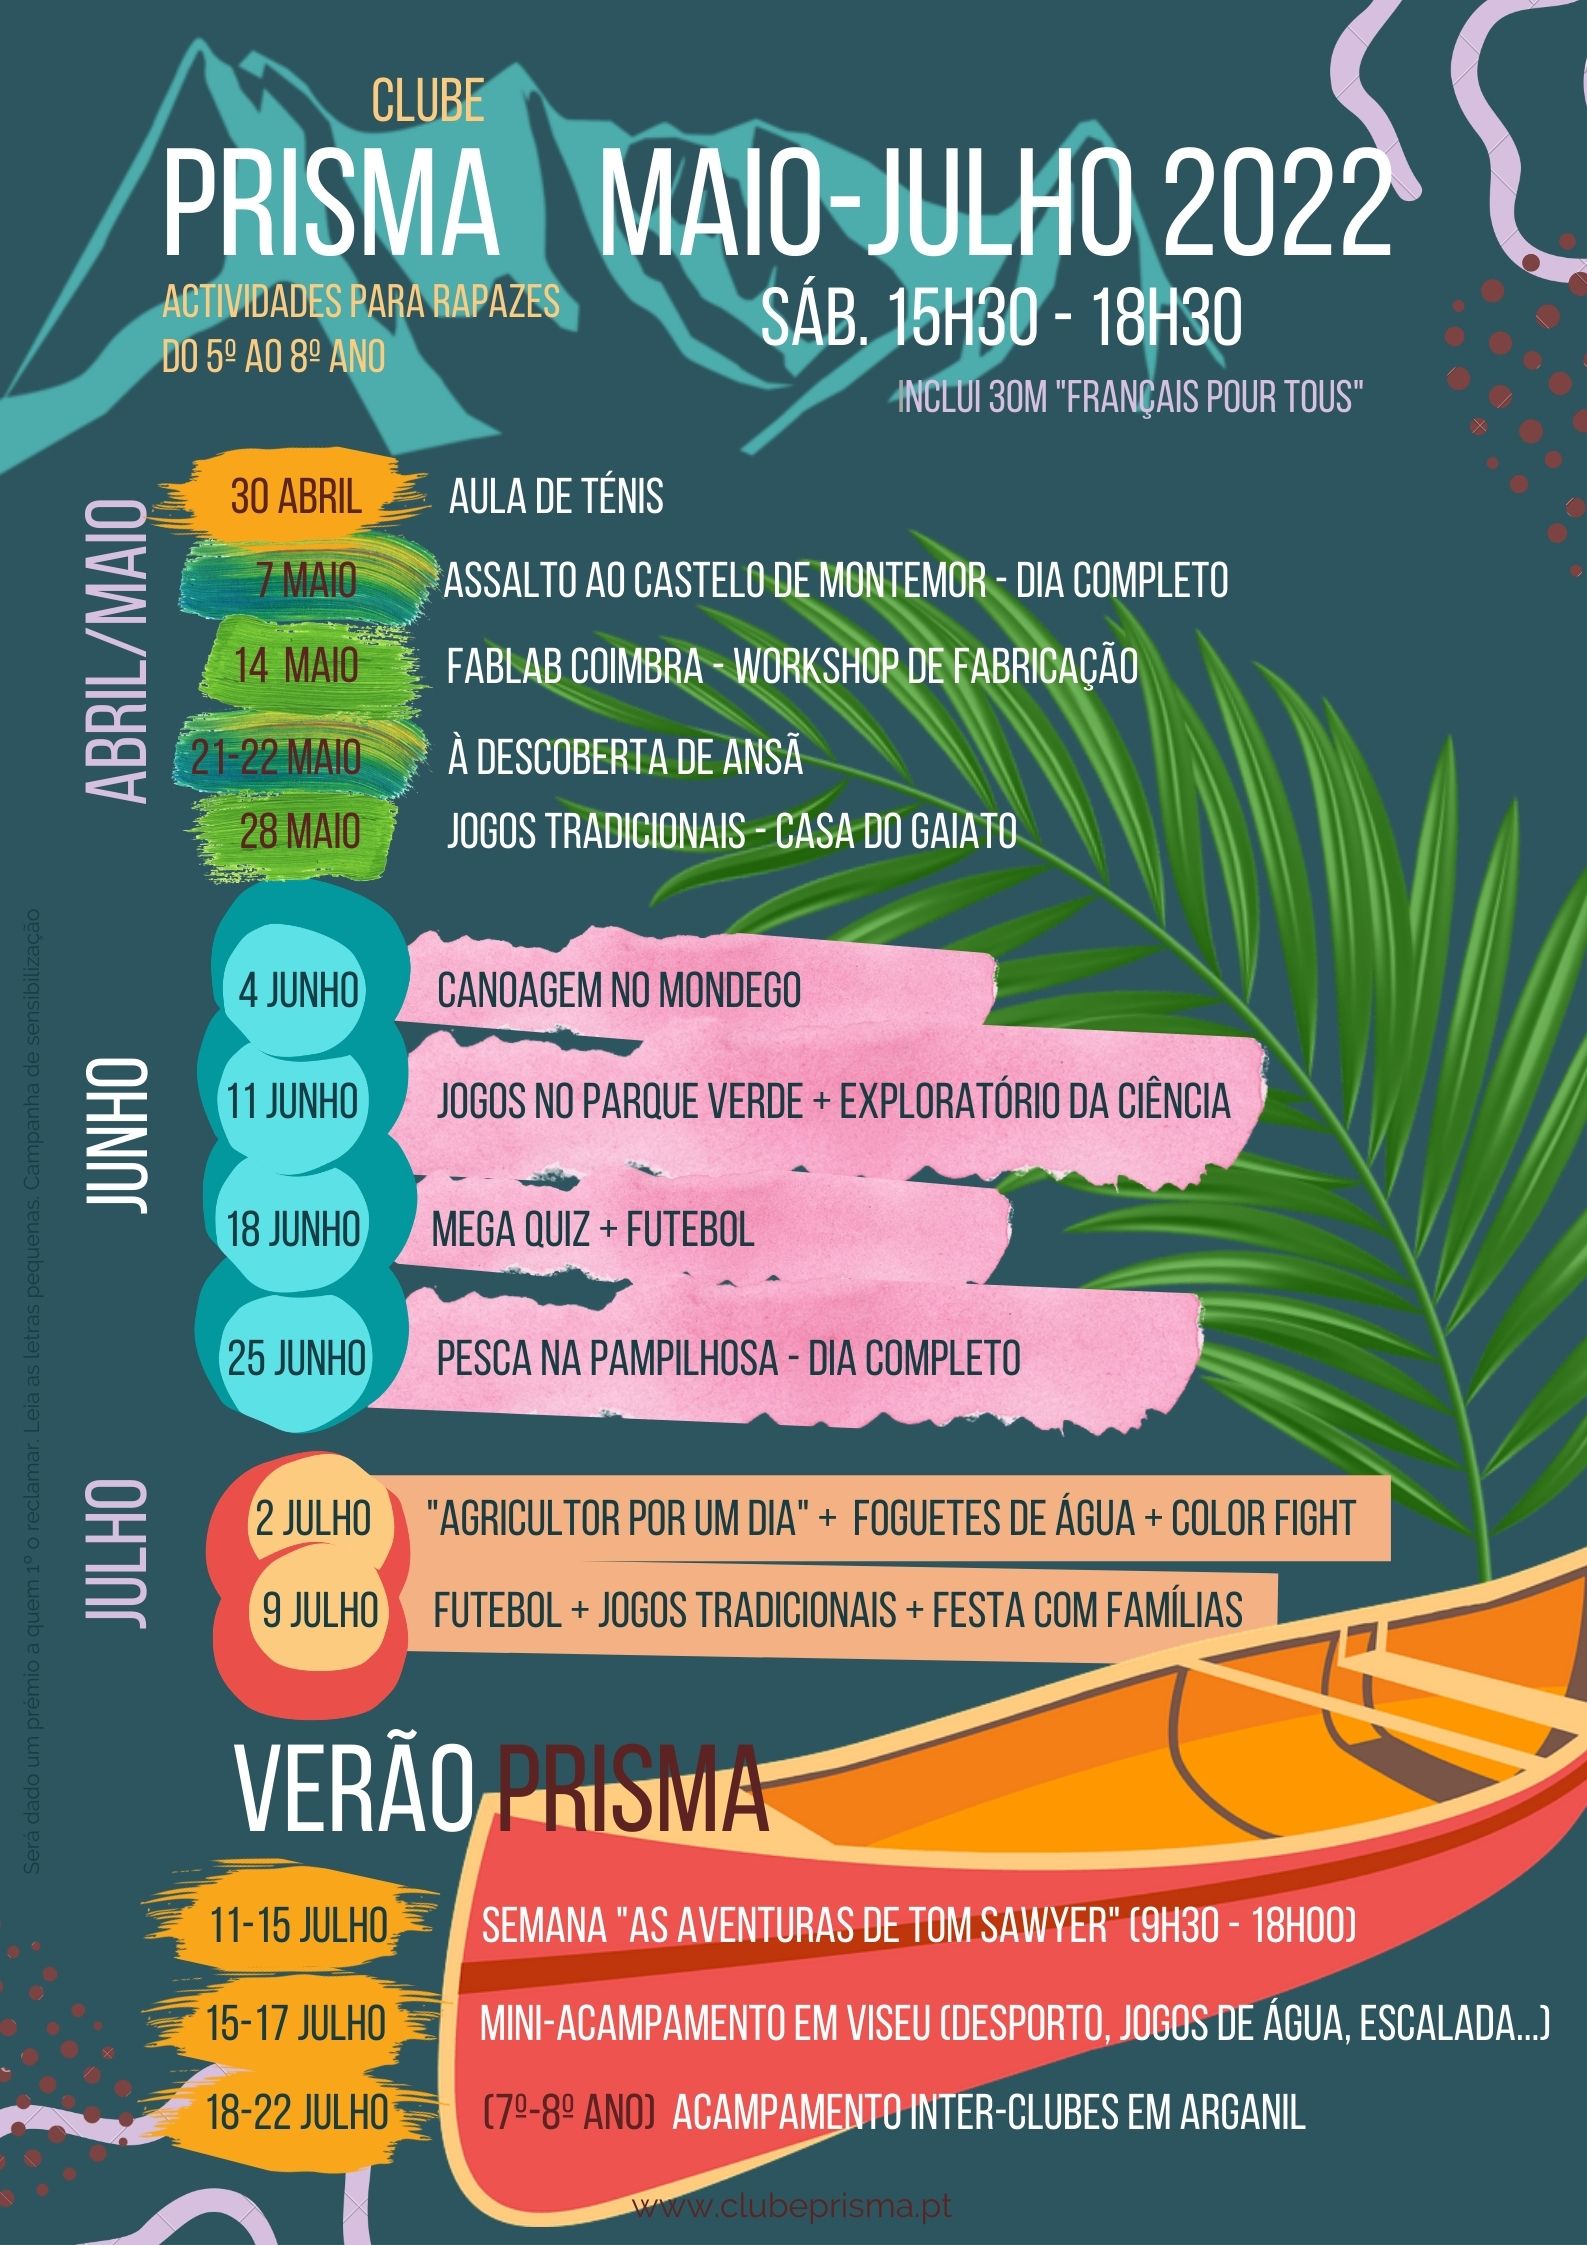 CLUBE
PRISMA
ACTIVIDADES PARA RAPAZES
DO 5º AO 8º ANO
MAIO-JULHO 2022
SÁB. 15H30 - 18H30
INCLUI 30M "FRANÇAIS POUR TOUS"
ABRIL/MAIO
30 ABRIL AULA DE TÉNIS
7 MAIO ASSALTO AO CASTELO DE MONTEMOR - DIA COMPLETO
14 MAIO FABLAB COIMBRA - WORKSHOP DE FABRICAÇÃO
21-22 MAIO À DESCOBERTA DE ANSÃ
28 MAIO JOGOS TRADICIONAIS - CASA DO GAIATO
JUNHO
4 JUNHO CANOAGEM NO MONDEGO
11 JUNHO JOGOS NO PARQUE VERDE + EXPLORATÓRIO DA CIÊNCIA
18 JUNHO MEGA QUIZ + FUTEBOL
25 JUNHO PESCA NA PAMPILHOSA - DIA COMPLETO
JULHO
2 JULHO "AGRICULTOR POR UM DIA" + FOGUETES DE ÁGUA + COLOR FIGHT
9 JULHO FUTEBOL + JOGOS TRADICIONAIS + FESTA COM FAMÍLIAS
VERÃO PRISMA
11-15 JULHO SEMANA "AS AVENTURAS DE TOM SAWYER" (9H30 - 18H00)
15-17 JULHO MINI-ACAMPAMENTO EM VISEU (DESPORTO, JOGOS DE ÁGUA, ESCALADA...)
18-22 JULHO (7º-8º ANO) ACAMPAMENTO INTER-CLUBES EM ARGANIL
www.clubeprisma.pt
Será dado um prémio a quem 1º o reclamar. Leia as letras pequenas. Campanha de sensibilização